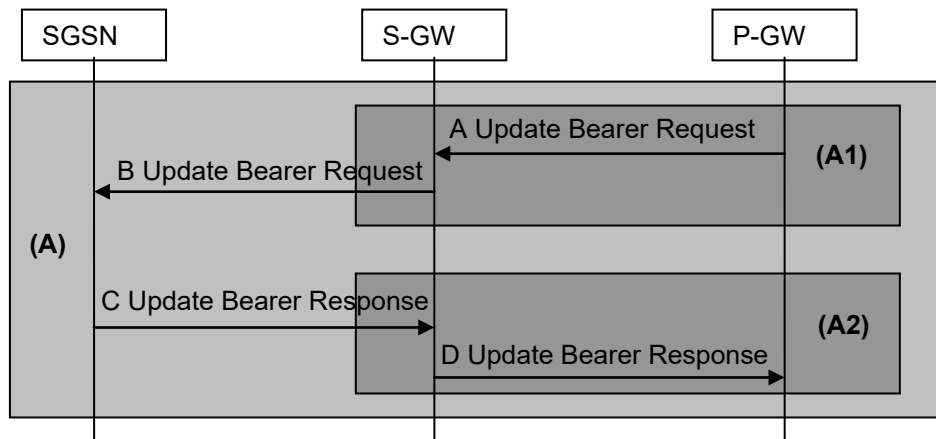 SGSN
S-GW
P-GW
A Update Bearer Request
(A1)
B Update Bearer Request
(A)
C Update Bearer Response
(A2)
D Update Bearer Response